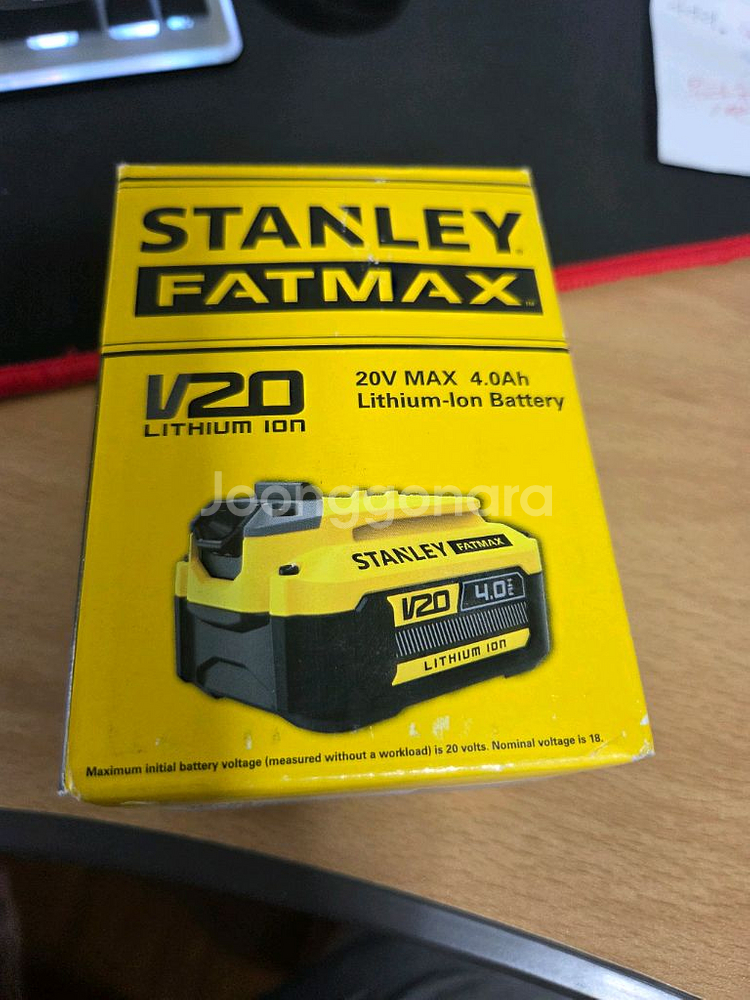 STANLEY
FATMAX
V20
LITHIUM ION
20V MAX 4.0Ah
Lithium-Ion Battery
Joonggonara
STANLEY FATMAX
V20 4.0 AH
LITHIUM ION
Maximum initial battery voltage (measured without a workload) is 20 volts. Nominal voltage is 18.